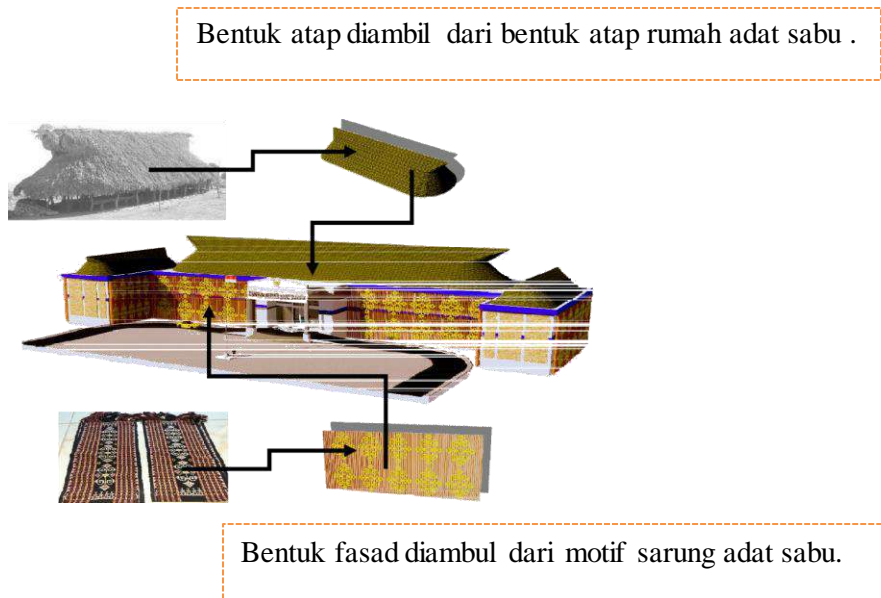 Bentuk atap diambil dari bentuk atap rumah adat sabu .
Bentuk fasad diambul dari motif sarung adat sabu.